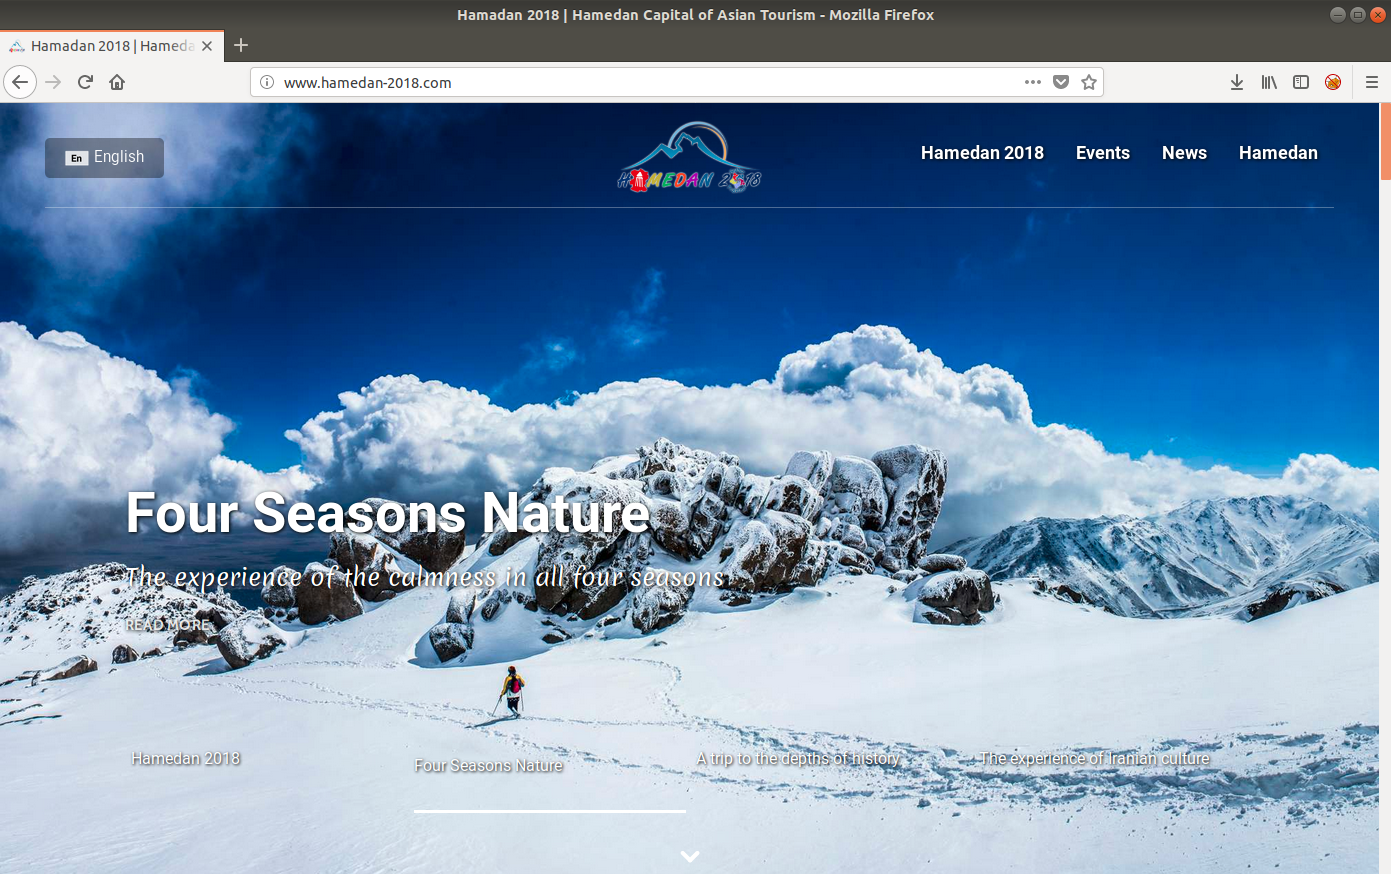 Hamadan 2018 | Hamedan Capital of Asian Tourism - Mozilla Firefox
Hamadan 2018 | Hameda
www.hamedan-2018.com
En English
HAMEDAN 2018
Hamedan 2018 Events News Hamedan
Four Seasons Nature
The experience of the calmness in all four seasons
READ MORE
Hamedan 2018
Four Seasons Nature
A trip to the depths of history
The experience of Iranian culture